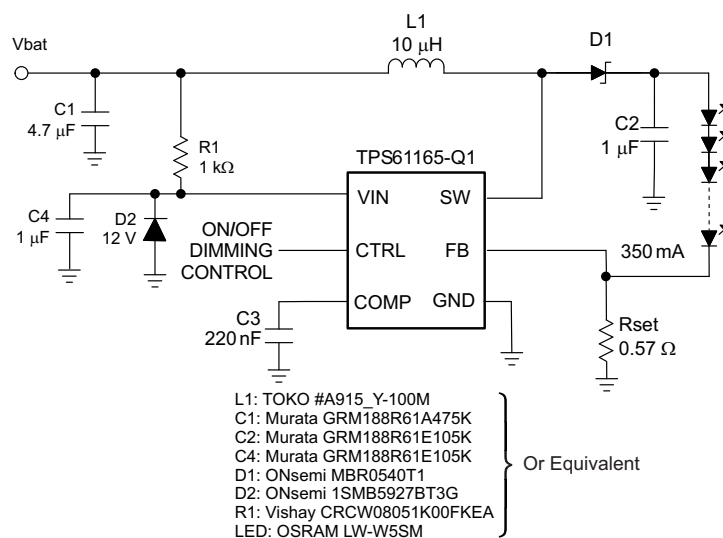 L1
10 µH
Vbat
D1
C1
4.7 µF
R1
1 kΩ
C2
1 µF
TPS61165-Q1
VIN
SW
C4
1 µF
D2
12 V
ON/OFF
DIMMING
CONTROL
CTRL
FB
350 mA
COMP
GND
C3
220 nF
Rset
0.57 Ω
L1: TOKO #A915_Y-100M
C1: Murata GRM188R61A475K
C2: Murata GRM188R61E105K
C4: Murata GRM188R61E105K
D1: ONsemi MBR0540T1
D2: ONsemi 1SMB5927BT3G
R1: Vishay CRCW08051K00FKEA
LED: OSRAM LW-W5SM
Or Equivalent